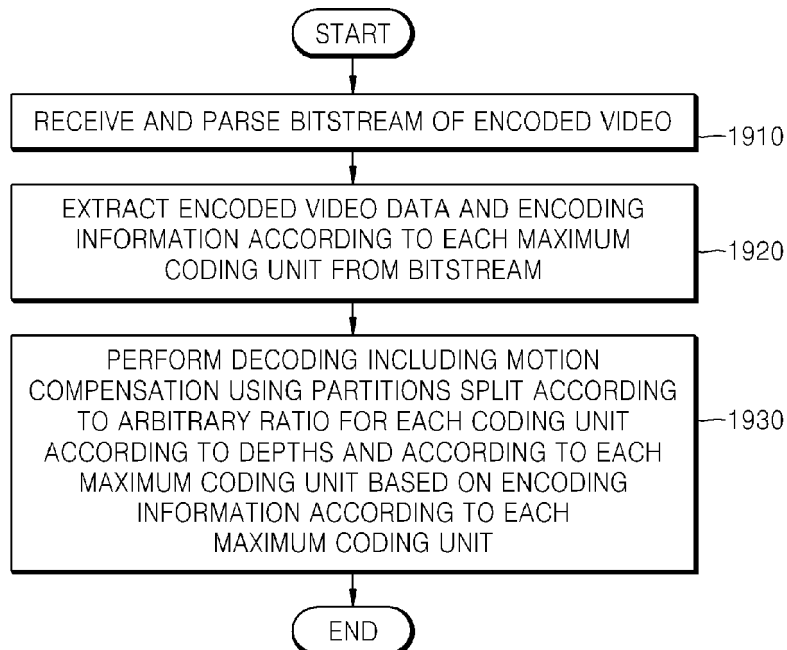 START
RECEIVE AND PARSE BITSTREAM OF ENCODED VIDEO
1910
EXTRACT ENCODED VIDEO DATA AND ENCODING
INFORMATION ACCORDING TO EACH MAXIMUM
CODING UNIT FROM BITSTREAM
1920
PERFORM DECODING INCLUDING MOTION
COMPENSATION USING PARTITIONS SPLIT ACCORDING
TO ARBITRARY RATIO FOR EACH CODING UNIT
ACCORDING TO DEPTHS AND ACCORDING TO EACH
MAXIMUM CODING UNIT BASED ON ENCODING
INFORMATION ACCORDING TO EACH
MAXIMUM CODING UNIT
1930
END